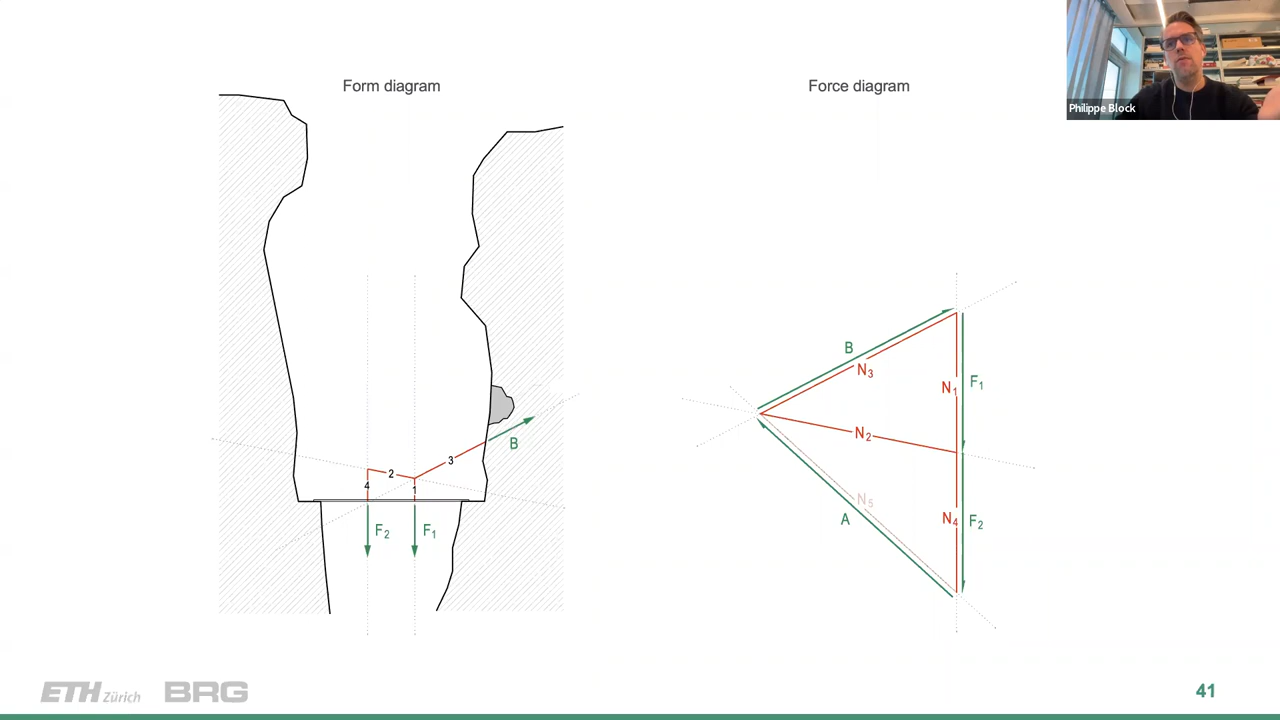 Form diagram
Force diagram
Philippe Block
B
N3
N1
F1
B
3
2
4
1
N2
N5
A
N4
F2
F2
F1
ETH Zürich BRG
41